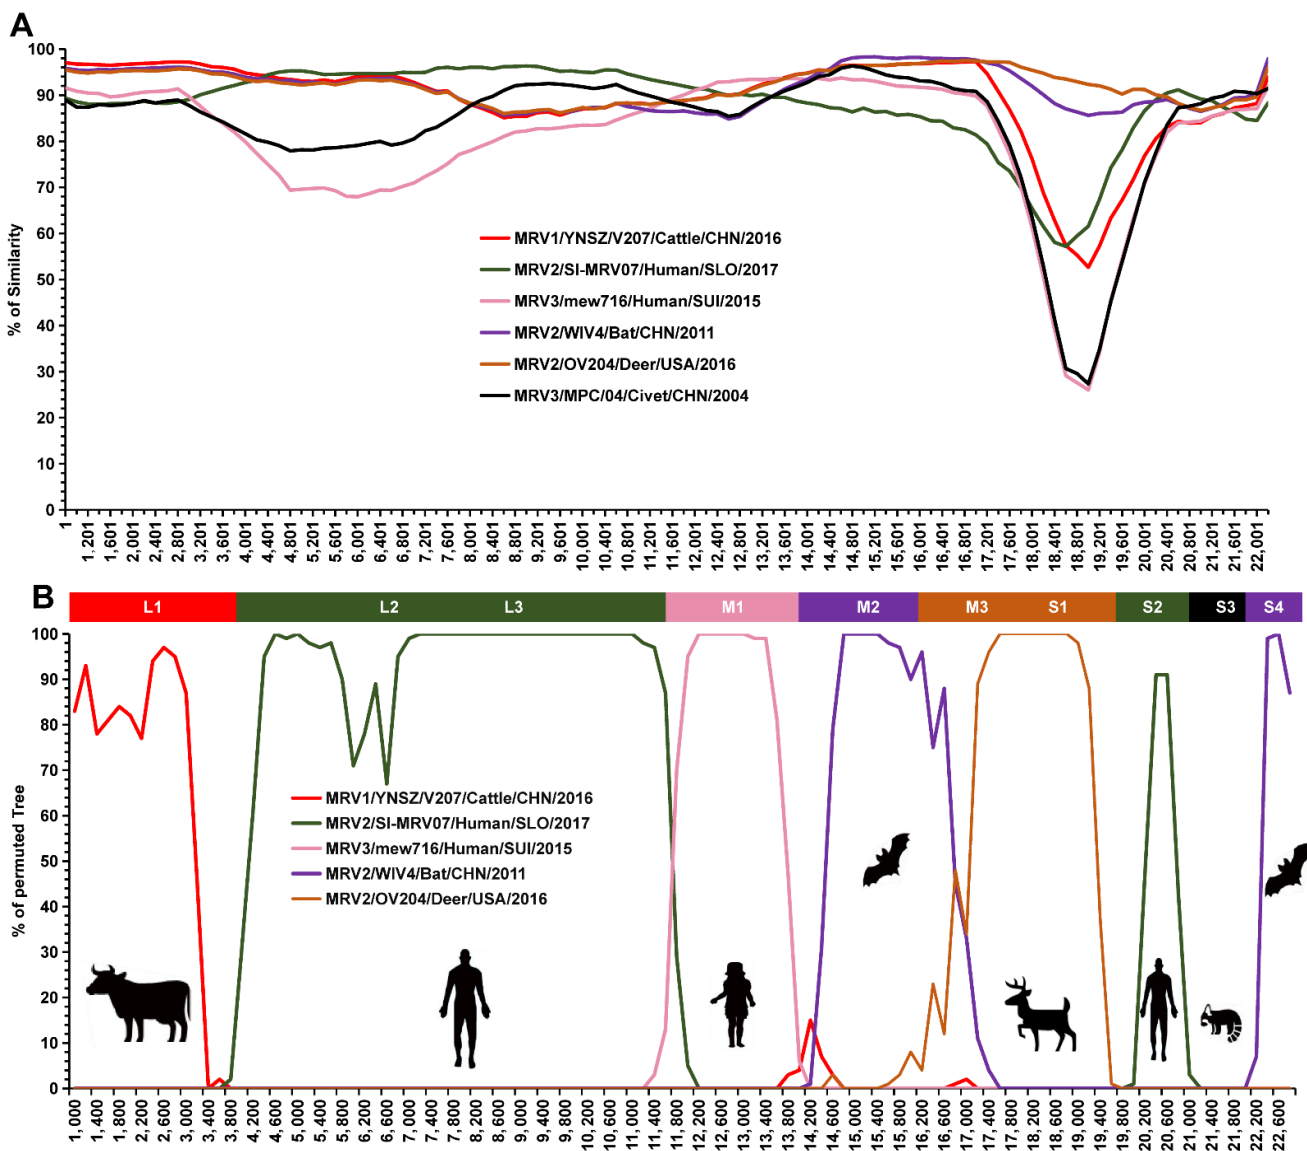 A
% of Similarity
100
90
80
70
60
50
40
30
20
10
0
MRV1/YNSZ/V207/Cattle/CHN/2016
MRV2/SI-MRV07/Human/SLO/2017
MRV3/mew716/Human/SUI/2015
MRV2/WIV4/Bat/CHN/2011
MRV2/OV204/Deer/USA/2016
MRV3/MPC/04/Civet/CHN/2004
1 1,201 1,601 2,001 2,401 2,801 3,601 4,001 4,401 4,801 5,201 5,601 6,001 6,401 6,801 7,201 7,601 8,001 8,401 8,801 9,201 9,601 10,001 10,401 10,801 11,201 11,601 12,001 12,401 12,801 13,201 13,601 14,001 14,401 14,801 15,201 15,601 16,001 16,401 16,801 17,201 17,601 18,001 18,401 18,801 19,201 19,601 20,001 20,401 20,801 21,201 21,601 22,001
B
L1 L2 L3 M1 M2 M3 S1 S2 S3 S4
% of permuted Tree
100
90
80
70
60
50
40
30
20
10
0
MRV1/YNSZ/V207/Cattle/CHN/2016
MRV2/SI-MRV07/Human/SLO/2017
MRV3/mew716/Human/SUI/2015
MRV2/WIV4/Bat/CHN/2011
MRV2/OV204/Deer/USA/2016
1,000 1,400 1,800 2,200 2,600 3,000 3,400 3,800 4,200 4,600 5,000 5,400 5,800 6,200 6,600 7,000 7,400 7,800 8,200 8,600 9,000 9,400 9,800 10,200 10,600 11,000 11,400 11,800 12,200 12,600 13,000 13,400 13,800 14,200 14,600 15,000 15,400 15,800 16,200 16,600 17,000 17,400 17,800 18,200 18,600 19,000 19,400 19,800 20,200 20,600 21,000 21,400 21,800 22,200 22,600